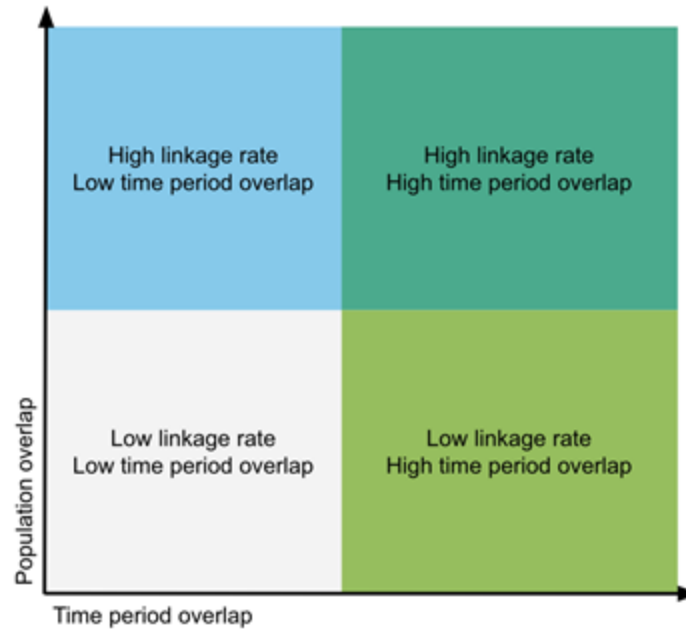 High linkage rate
Low time period overlap
High linkage rate
High time period overlap
Low linkage rate
Low time period overlap
Low linkage rate
High time period overlap
Population overlap
Time period overlap